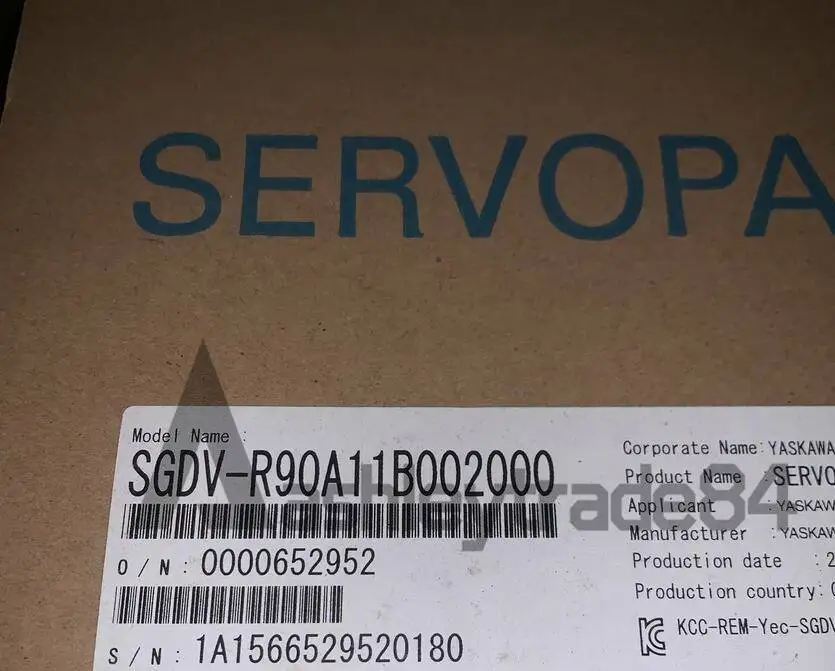 SERVOPA
Model Name :
SGDV-R90A11B002000
O / N : 0000652952
S / N : 1A1566529520180
Corporate Name:YASKAWA
Product Name :SERVO
Applicant :YASKAW
Manufacturer :YASKAW
Production date :2
Production country:
KCC-REM-Yec-SGDV
ashleytrade84